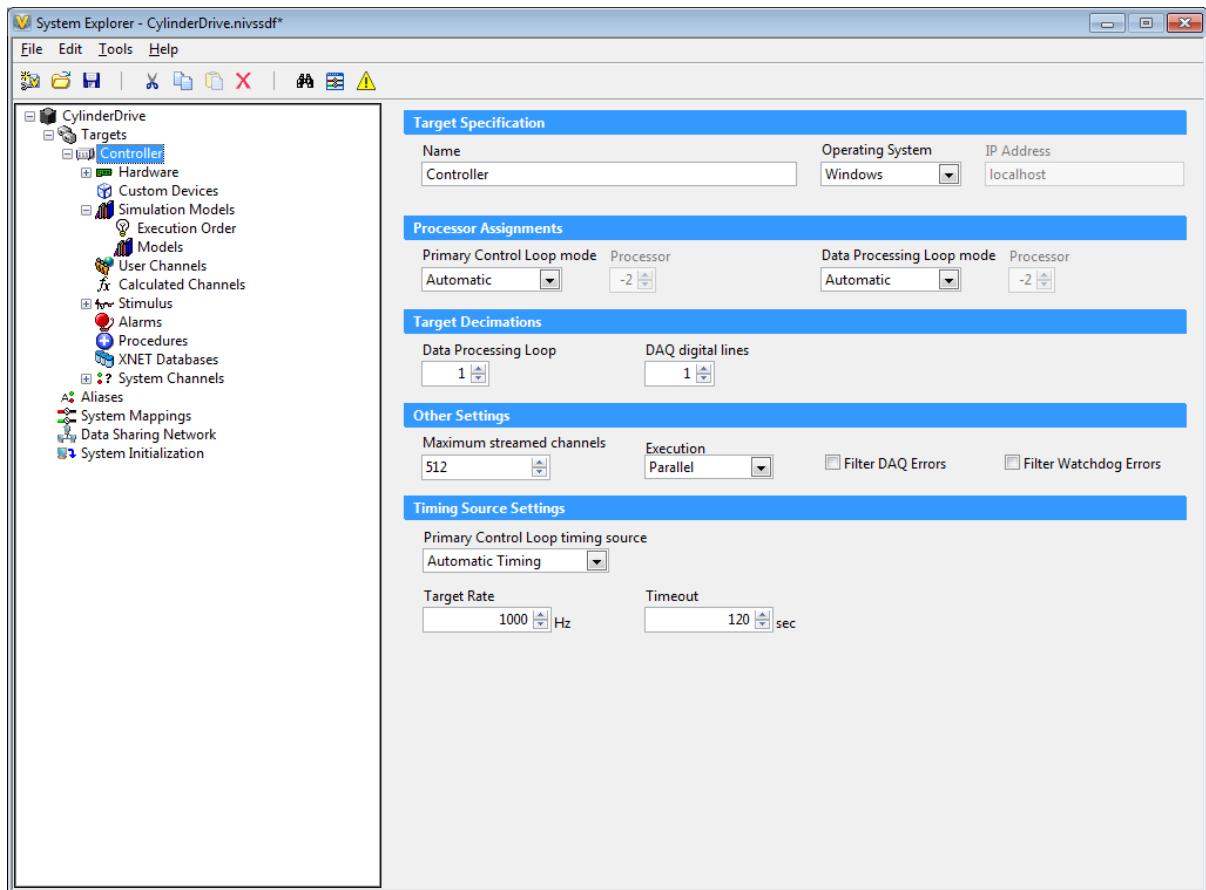 System Explorer - CylinderDrive.nivssdf*
File Edit Tools Help
CylinderDrive
Targets
Controller
Hardware
Custom Devices
Simulation Models
Execution Order
Models
User Channels
Calculated Channels
Stimulus
Alarms
Procedures
XNET Databases
System Channels
Aliases
System Mappings
Data Sharing Network
System Initialization
Target Specification
Name Operating System IP Address
Controller Windows localhost
Processor Assignments
Primary Control Loop mode Processor Data Processing Loop mode Processor
Automatic -2 Automatic -2
Target Decimations
Data Processing Loop DAQ digital lines
1 1
Other Settings
Maximum streamed channels Execution
512 Parallel Filter DAQ Errors Filter Watchdog Errors
Timing Source Settings
Primary Control Loop timing source
Automatic Timing
Target Rate Timeout
1000 Hz 120 sec